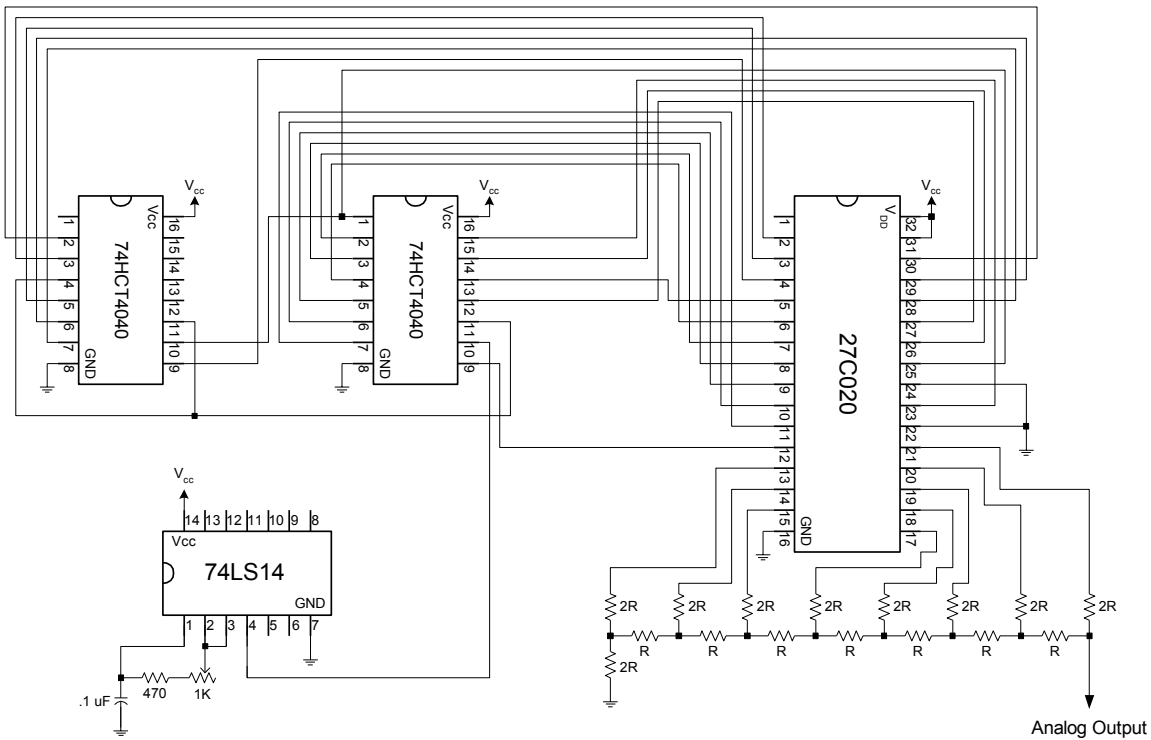 Vcc
Vcc
Vcc
1
2
3
4
5
6
7
8
Vcc
GND
74HCT4040
16
15
14
13
12
11
10
9
1
2
3
4
5
6
7
8
Vcc
GND
74HCT4040
16
15
14
13
12
11
10
9
1
2
3
4
5
6
7
8
9
10
11
12
13
14
15
16
VDD
GND
27C020
32
31
30
29
28
27
26
25
24
23
22
21
20
19
18
17
Vcc
14 13 12 11 10 9 8
Vcc
74LS14
GND
1 2 3 4 5 6 7
.1 uF
470
1K
2R 2R 2R 2R 2R 2R 2R 2R
R R R R R R R
2R
Analog Output